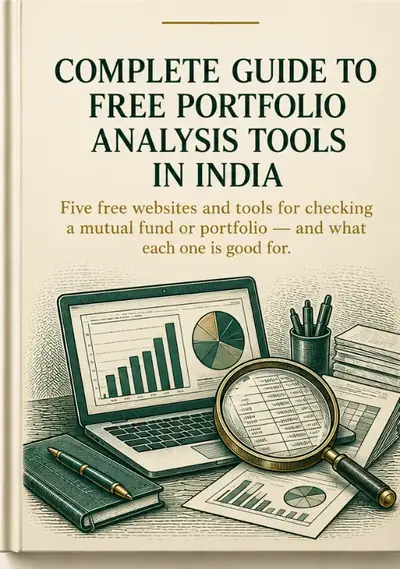 COMPLETE GUIDE TO
FREE PORTFOLIO
ANALYSIS TOOLS
IN INDIA
Five free websites and tools for checking
a mutual fund or portfolio — and what
each one is good for.